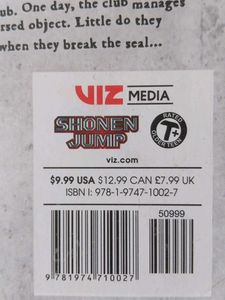 ub. One day, the club manages
rsed object. Little do they
when they break the seal...
VIZ MEDIA
SHONEN JUMP
RATED T+ OLDER TEEN
viz.com
$9.99 USA $12.99 CAN £7.99 UK
ISBN I: 978-1-9747-1002-7
50999
9 781974 710027